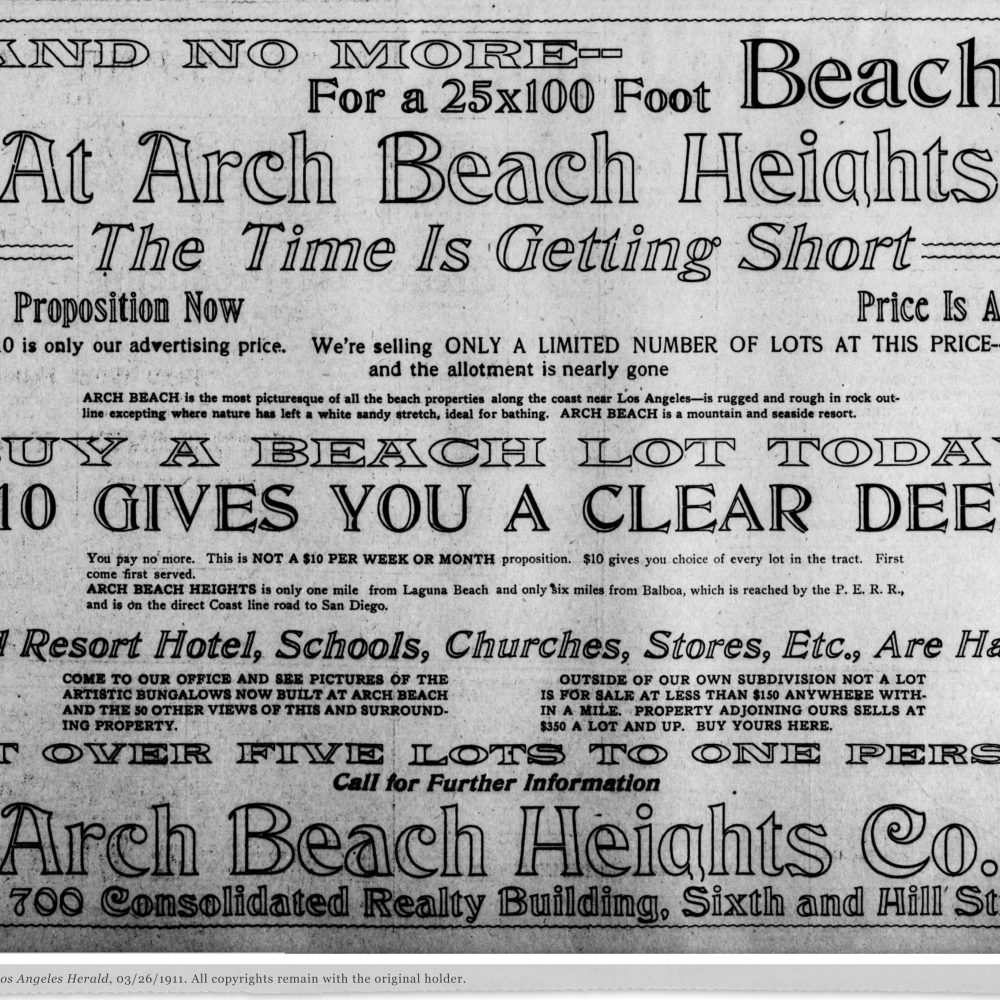 AND NO MORE--
For a 25x100 Foot
Beach
At Arch Beach Heights
The Time Is Getting Short
Proposition Now
Price Is A
10 is only our advertising price. We're selling ONLY A LIMITED NUMBER OF LOTS AT THIS PRICE—
and the allotment is nearly gone
ARCH BEACH is the most picturesque of all the beach properties along the coast near Los Angeles—is rugged and rough in rock out-
line excepting where nature has left a white sandy stretch, ideal for bathing. ARCH BEACH is a mountain and seaside resort.
BUY A BEACH LOT TODAY
10 GIVES YOU A CLEAR DEE
You pay no more. This is NOT A $10 PER WEEK OR MONTH proposition. $10 gives you choice of every lot in the tract. First
come first served.
ARCH BEACH HEIGHTS is only one mile from Laguna Beach and only six miles from Balboa, which is reached by the P. E. R. R.,
and is on the direct Coast line road to San Diego.
d Resort Hotel, Schools, Churches, Stores, Etc., Are Ha
COME TO OUR OFFICE AND SEE PICTURES OF THE
ARTISTIC BUNGALOWS NOW BUILT AT ARCH BEACH
AND THE 50 OTHER VIEWS OF THIS AND SURROUND-
ING PROPERTY.
OUTSIDE OF OUR OWN SUBDIVISION NOT A LOT
IS FOR SALE AT LESS THAN $150 ANYWHERE WITH-
IN A MILE. PROPERTY ADJOINING OURS SELLS AT
$350 A LOT AND UP. BUY YOURS HERE.
T OVER FIVE LOTS TO ONE PERS
Call for Further Information
Arch Beach Heights Co.
700 Consolidated Realty Building, Sixth and Hill St
os Angeles Herald, 03/26/1911. All copyrights remain with the original holder.